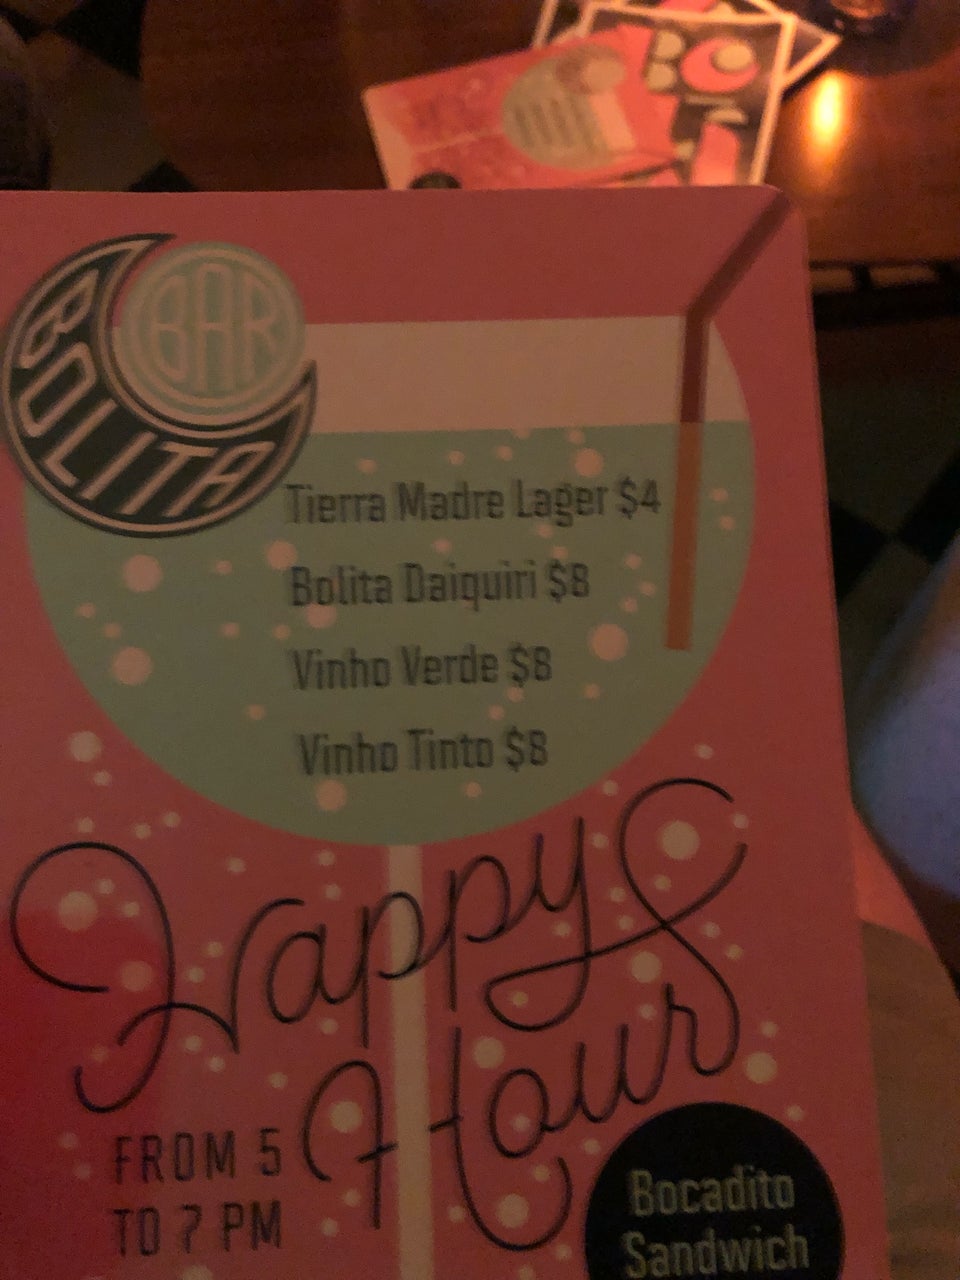 BAR
BOLITA
Tierra Madre Lager $4
Bolita Daiquiri $8
Vinho Verde $8
Vinho Tinto $8
Happy
Hour
FROM 5
TO 7 PM
Bocadito
Sandwich